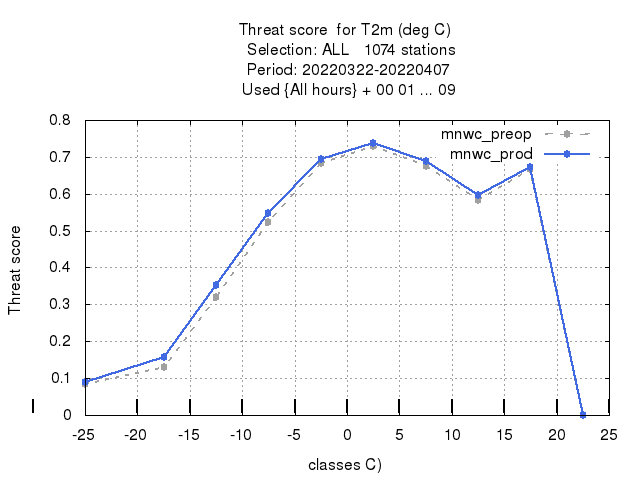 Threat score for T2m (deg C)
Selection: ALL 1074 stations
Period: 20220322-20220407
Used {All hours} + 00 01 ... 09
mnwc_preop
mnwc_prod
Threat score
0.8
0.7
0.6
0.5
0.4
0.3
0.2
0.1
0
-25 -20 -15 -10 -5 0 5 10 15 20 25
classes C)